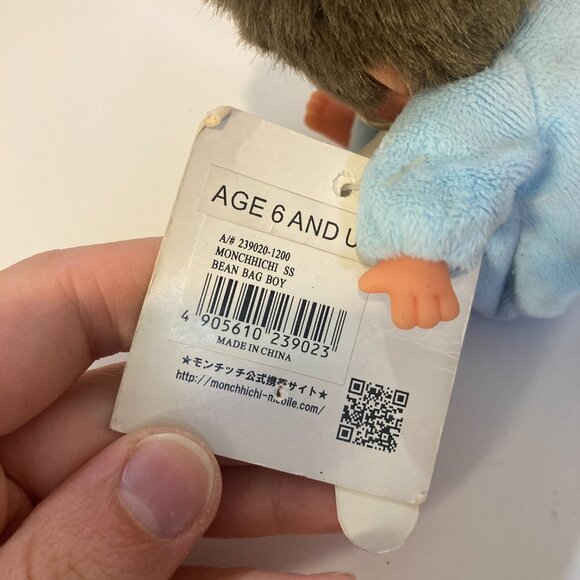 AGE 6 AND U
A/# 239020-1200
MONCHHICHI SS
BEAN BAG BOY
4 905610 239023
MADE IN CHINA
★モンチッチ公式携帯サイト★
http://monchhichi-mobile.com/